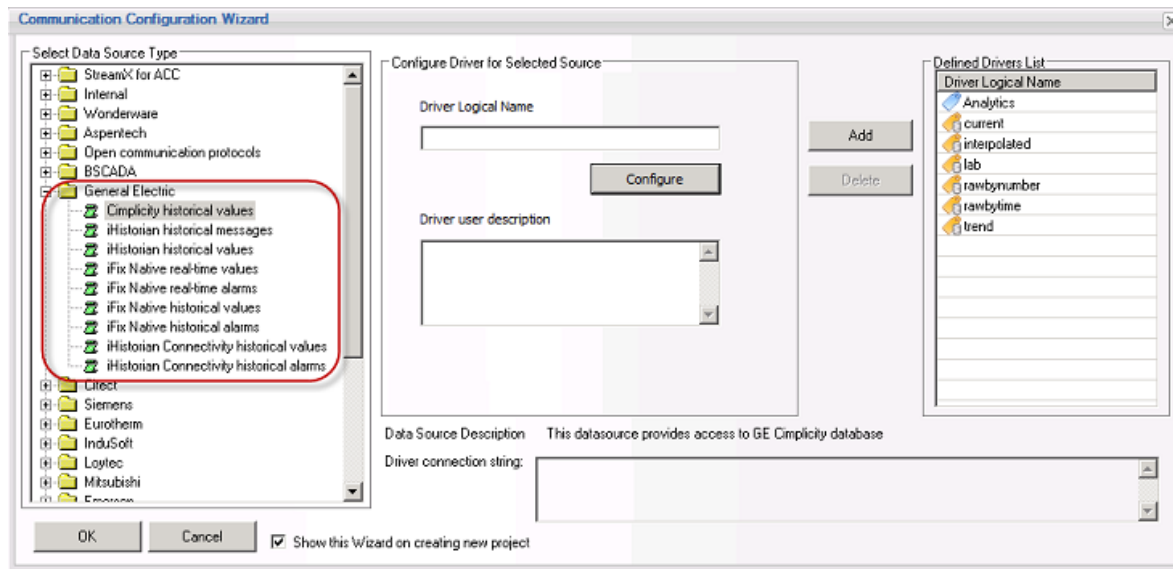 Communication Configuration Wizard
Select Data Source Type
StreamX for ACC
Internal
Wonderware
Aspentech
Open communication protocols
BSCADA
General Electric
Cimplicity historical values
iHistorian historical messages
iHistorian historical values
iFix Native real-time values
iFix Native real-time alarms
iFix Native historical values
iFix Native historical alarms
iHistorian Connectivity historical values
iHistorian Connectivity historical alarms
Citect
Siemens
Eurotherm
InduSoft
Loytec
Mitsubishi
Emerson
Configure Driver for Selected Source
Driver Logical Name
Configure
Driver user description
Add
Delete
Defined Drivers List
Driver Logical Name
Analytics
current
interpolated
lab
rawbynumber
rawbytime
trend
Data Source Description This datasource provides access to GE Cimplicity database
Driver connection string:
OK Cancel Show this Wizard on creating new project